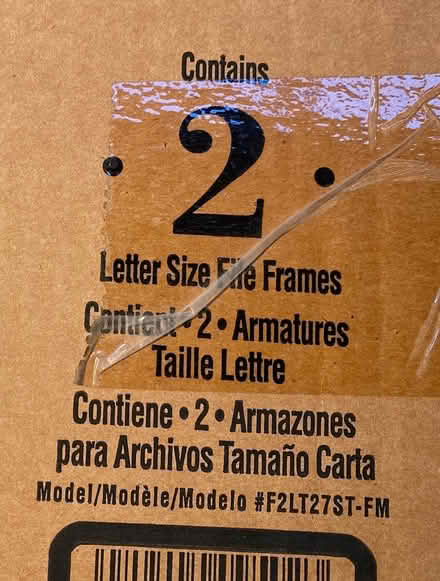 Contains
• 2 •
Letter Size File Frames
Contient • 2 • Armatures
Taille Lettre
Contiene • 2 • Armazones
para Archivos Tamaño Carta
Model/Modèle/Modelo #F2LT27ST-FM